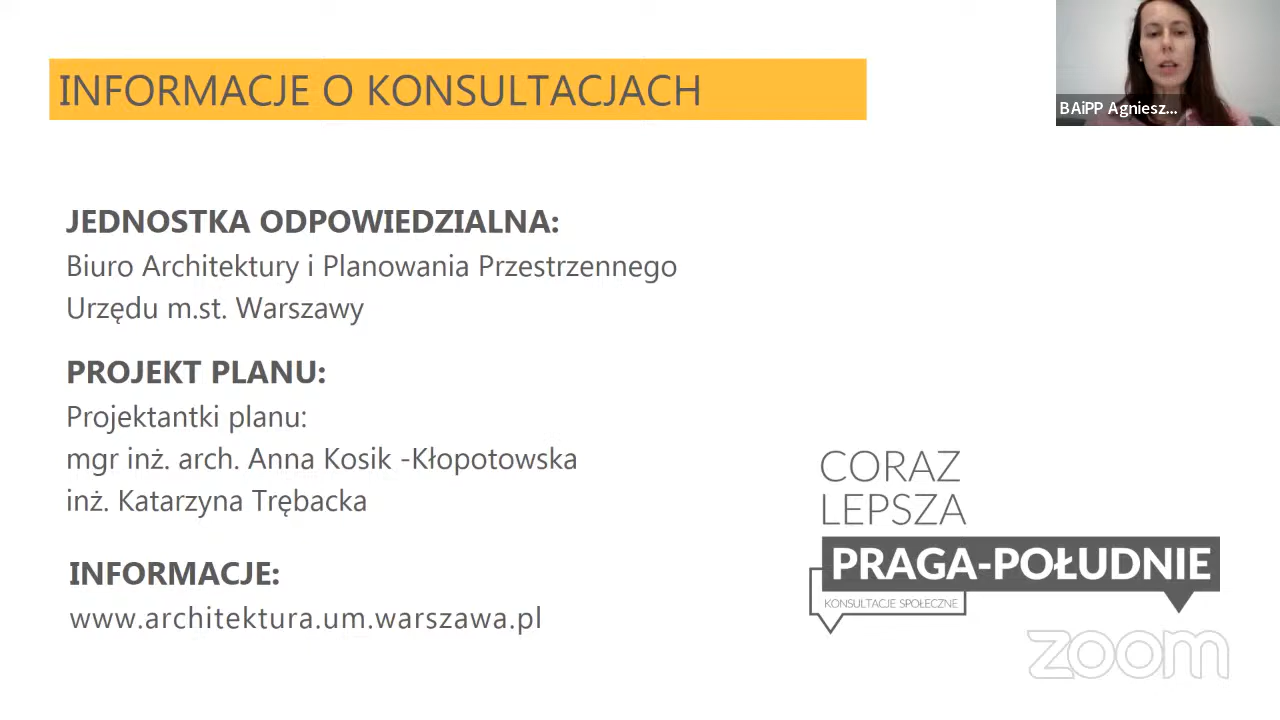 INFORMACJE O KONSULTACJACH
BAiPP Agniesz...
JEDNOSTKA ODPOWIEDZIALNA:
Biuro Architektury i Planowania Przestrzennego
Urzędu m.st. Warszawy
PROJEKT PLANU:
Projektantki planu:
mgr inż. arch. Anna Kosik -Kłopotowska
inż. Katarzyna Trębacka
INFORMACJE:
www.architektura.um.warszawa.pl
CORAZ
LEPSZA
PRAGA-POŁUDNIE
KONSULTACJE SPOŁECZNE
zoom